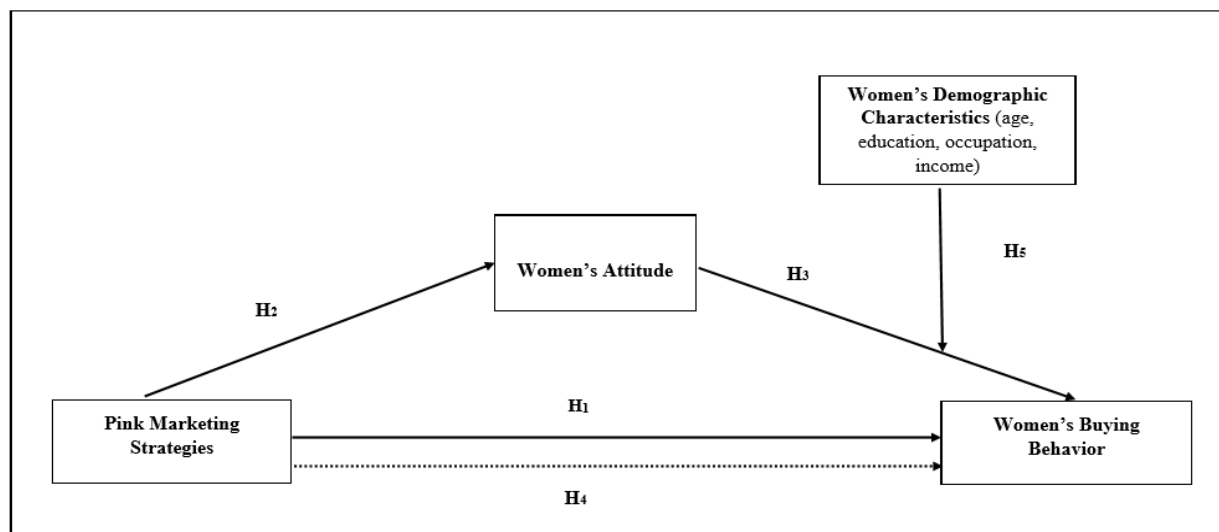 Women’s Demographic
Characteristics (age,
education, occupation,
income)
H5
Women’s Attitude
H3
H2
Pink Marketing
Strategies
H1
Women’s Buying
Behavior
H4